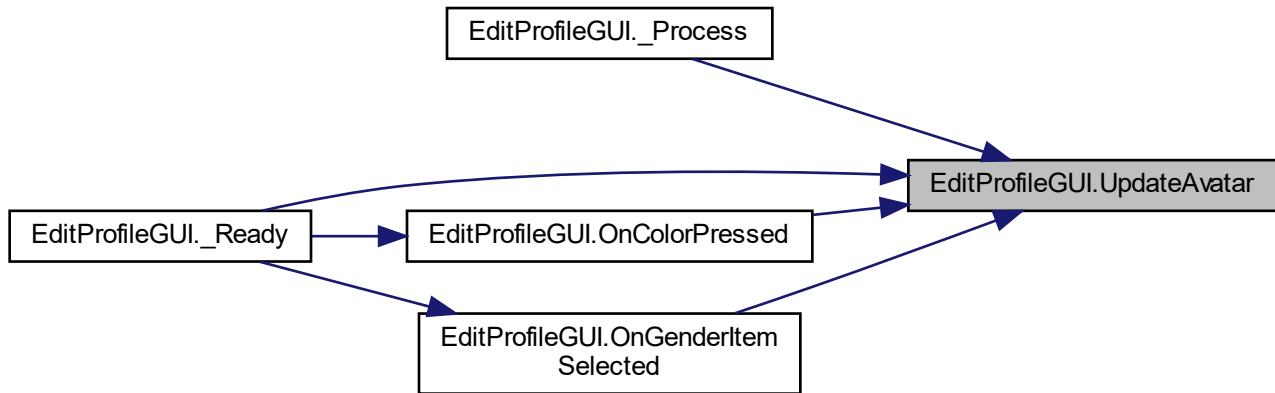 EditProfileGUI._Process
EditProfileGUI.UpdateAvatar
EditProfileGUI._Ready
EditProfileGUI.OnColorPressed
EditProfileGUI.OnGenderItem
Selected